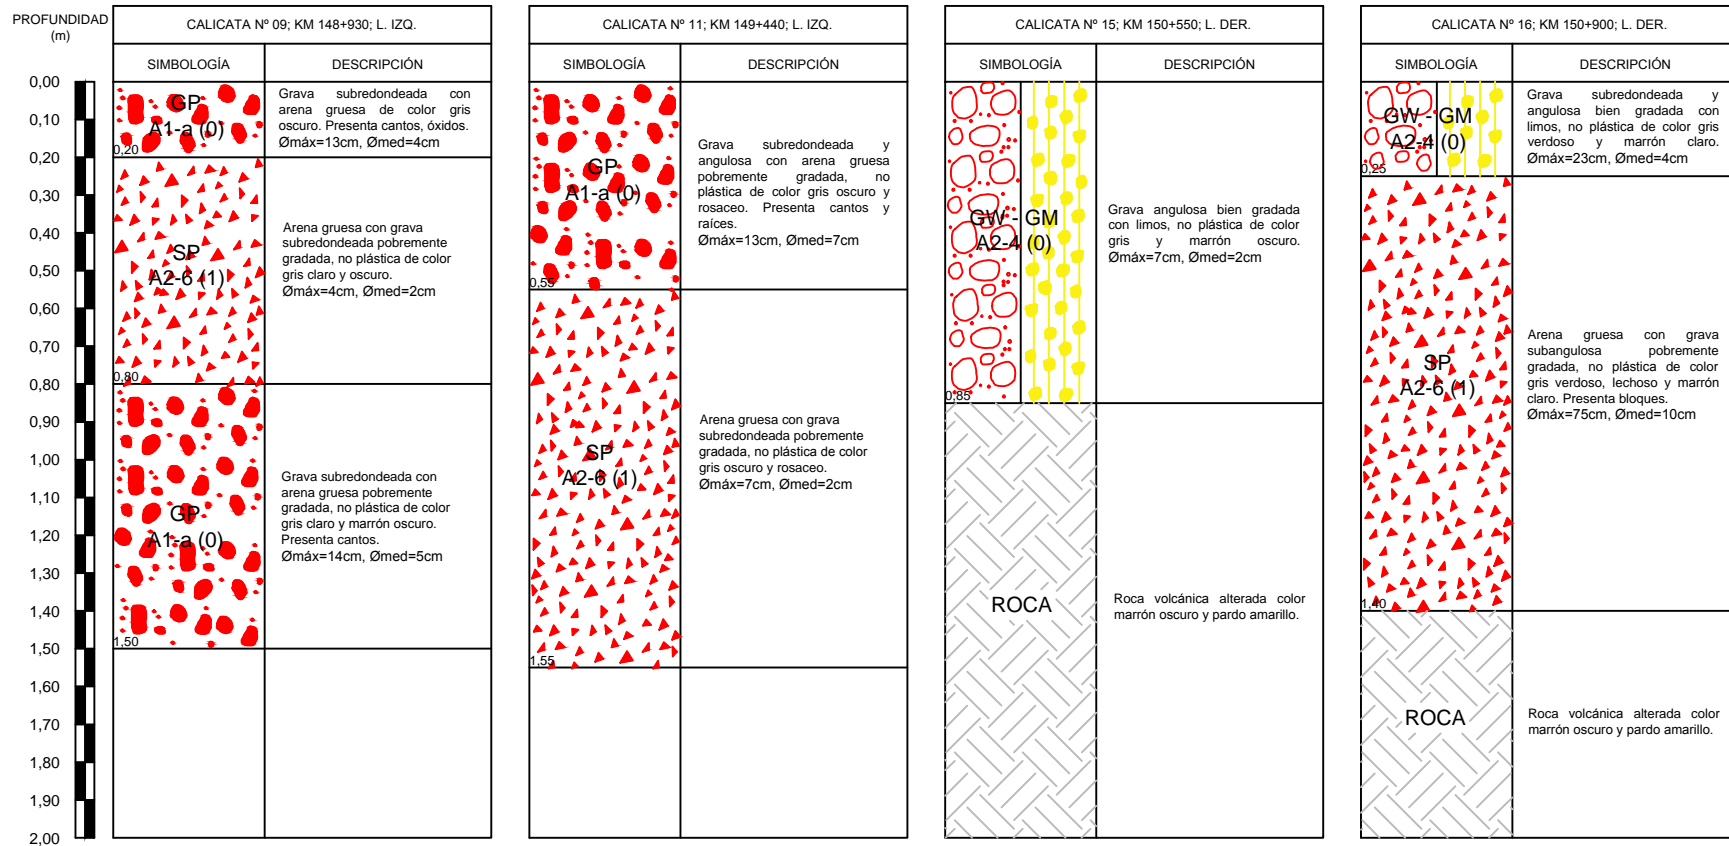 PROFUNDIDAD
(m)
0,00
0,10
0,20
0,30
0,40
0,50
0,60
0,70
0,80
0,90
1,00
1,10
1,20
1,30
1,40
1,50
1,60
1,70
1,80
1,90
2,00
CALICATA Nº 09; KM 148+930; L. IZQ.
SIMBOLOGÍA
DESCRIPCIÓN
GP
A1-a (0)
0,20
Grava subredondeada con
arena gruesa de color gris
oscuro. Presenta cantos, óxidos.
Ømáx=13cm, Ømed=4cm
SP
A2-6 (1)
0,80
Arena gruesa con grava
subredondeada pobremente
gradada, no plástica de color
gris claro y oscuro.
Ømáx=4cm, Ømed=2cm
GP
A1-a (0)
1,50
Grava subredondeada con
arena gruesa pobremente
gradada, no plástica de color
gris claro y marrón oscuro.
Presenta cantos.
Ømáx=14cm, Ømed=5cm
CALICATA Nº 11; KM 149+440; L. IZQ.
SIMBOLOGÍA
DESCRIPCIÓN
GP
A1-a (0)
0,55
Grava subredondeada y
angulosa con arena gruesa
pobremente gradada, no
plástica de color gris oscuro y
rosaceo. Presenta cantos y
raíces.
Ømáx=13cm, Ømed=7cm
SP
A2-6 (1)
1,55
Arena gruesa con grava
subredondeada pobremente
gradada, no plástica de color
gris oscuro y rosaceo.
Ømáx=7cm, Ømed=2cm
CALICATA Nº 15; KM 150+550; L. DER.
SIMBOLOGÍA
DESCRIPCIÓN
GW - GM
A2-4 (0)
0,85
Grava angulosa bien gradada
con limos, no plástica de color
gris y marrón oscuro.
Ømáx=7cm, Ømed=2cm
ROCA
Roca volcánica alterada color
marrón oscuro y pardo amarillo.
CALICATA Nº 16; KM 150+900; L. DER.
SIMBOLOGÍA
DESCRIPCIÓN
GW - GM
A2-4 (0)
0,25
Grava subredondeada y
angulosa bien gradada con
limos, no plástica de color gris
verdoso y marrón claro.
Ømáx=23cm, Ømed=4cm
SP
A2-6 (1)
1,40
Arena gruesa con grava
subangulosa pobremente
gradada, no plástica de color
gris verdoso, lechoso y marrón
claro. Presenta bloques.
Ømáx=75cm, Ømed=10cm
ROCA
Roca volcánica alterada color
marrón oscuro y pardo amarillo.